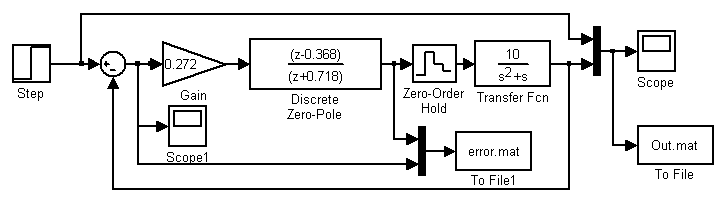 Step
0.272
Gain
(z-0.368)
(z+0.718)
Discrete
Zero-Pole
Zero-Order
Hold
10
s²+s
Transfer Fcn
Scope
Scope1
error.mat
To File1
Out.mat
To File